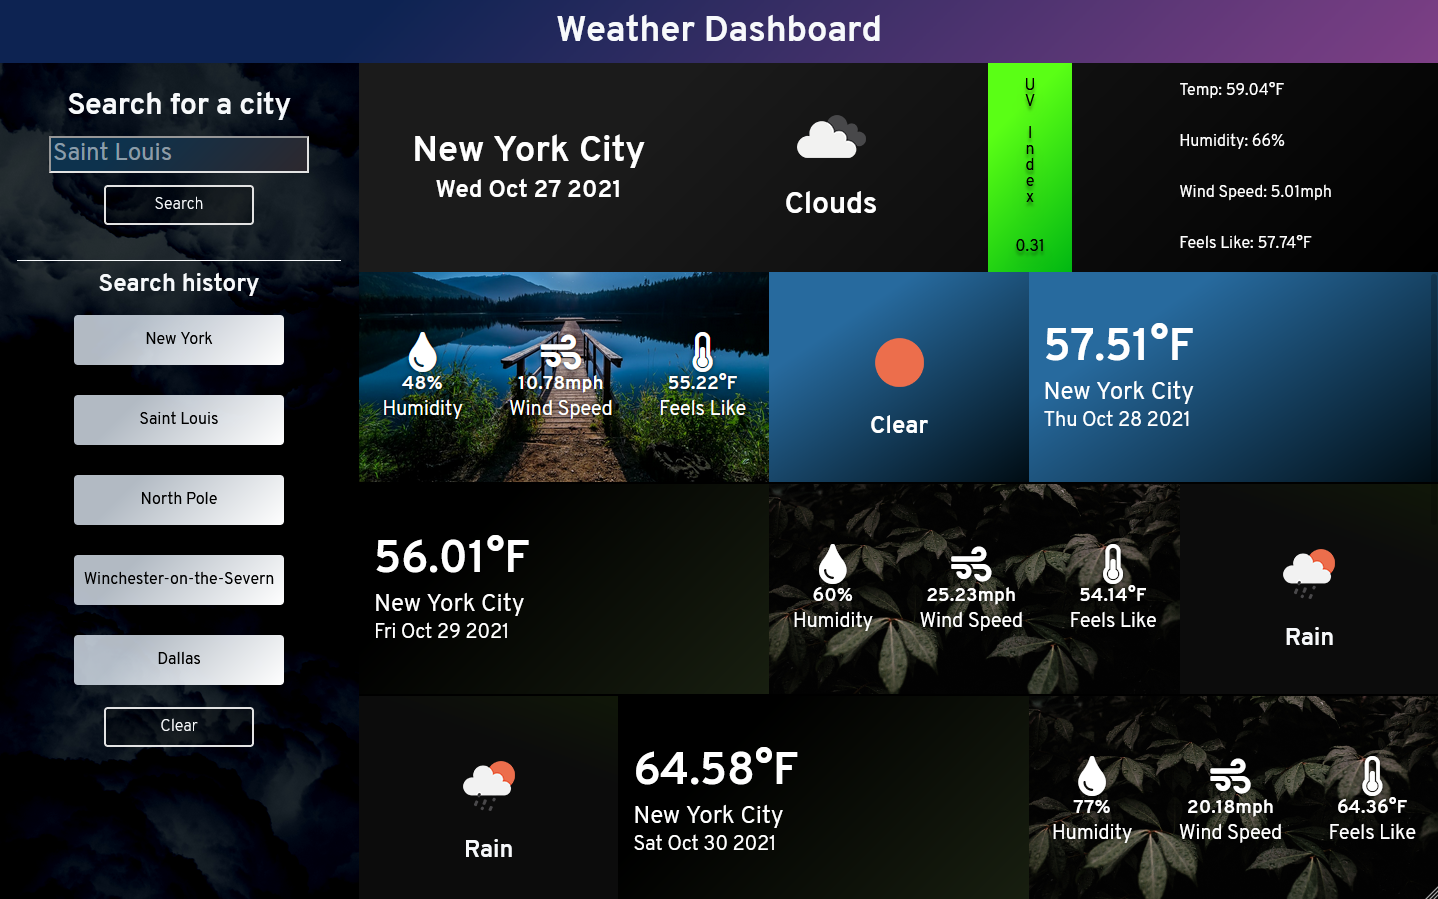 Weather Dashboard
Search for a city
Saint Louis
Search
Search history
New York
Saint Louis
North Pole
Winchester-on-the-Severn
Dallas
Clear
New York City
Wed Oct 27 2021
Clouds
UV Index
0.31
Temp: 59.04°F
Humidity: 66%
Wind Speed: 5.01mph
Feels Like: 57.74°F
48%
Humidity
10.78mph
Wind Speed
55.22°F
Feels Like
Clear
57.51°F
New York City
Thu Oct 28 2021
56.01°F
New York City
Fri Oct 29 2021
60%
Humidity
25.23mph
Wind Speed
54.14°F
Feels Like
Rain
Rain
64.58°F
New York City
Sat Oct 30 2021
77%
Humidity
20.18mph
Wind Speed
64.36°F
Feels Like